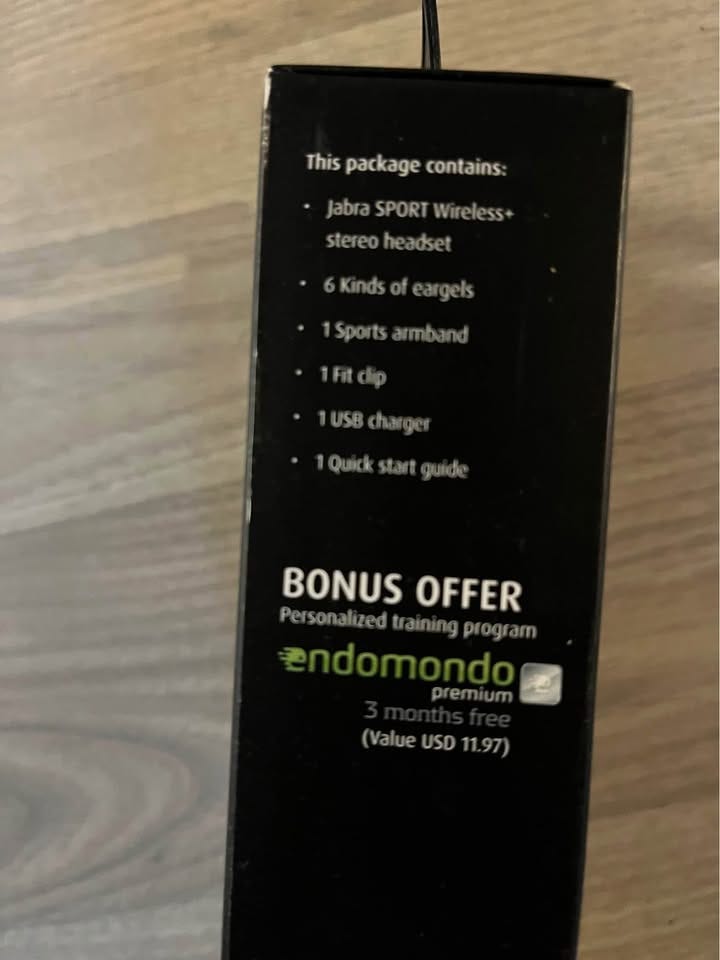 This package contains:
• Jabra SPORT Wireless+
stereo headset
• 6 Kinds of eargels
• 1 Sports armband
• 1 Fit clip
• 1 USB charger
• 1 Quick start guide
BONUS OFFER
Personalized training program
endomondo
premium
3 months free
(Value USD 11.97)